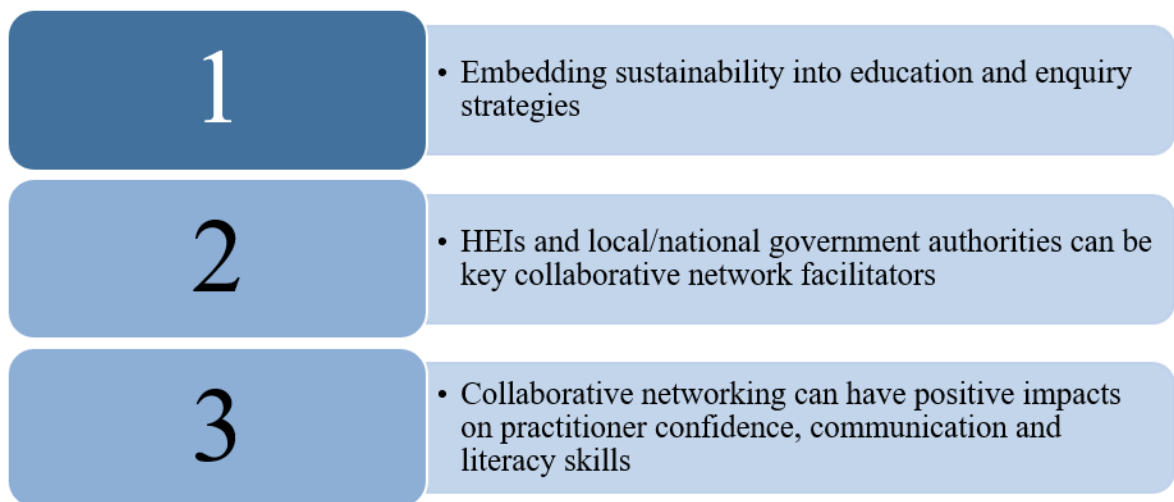 1
• Embedding sustainability into education and enquiry
strategies
2
• HEIs and local/national government authorities can be
key collaborative network facilitators
3
• Collaborative networking can have positive impacts
on practitioner confidence, communication and
literacy skills